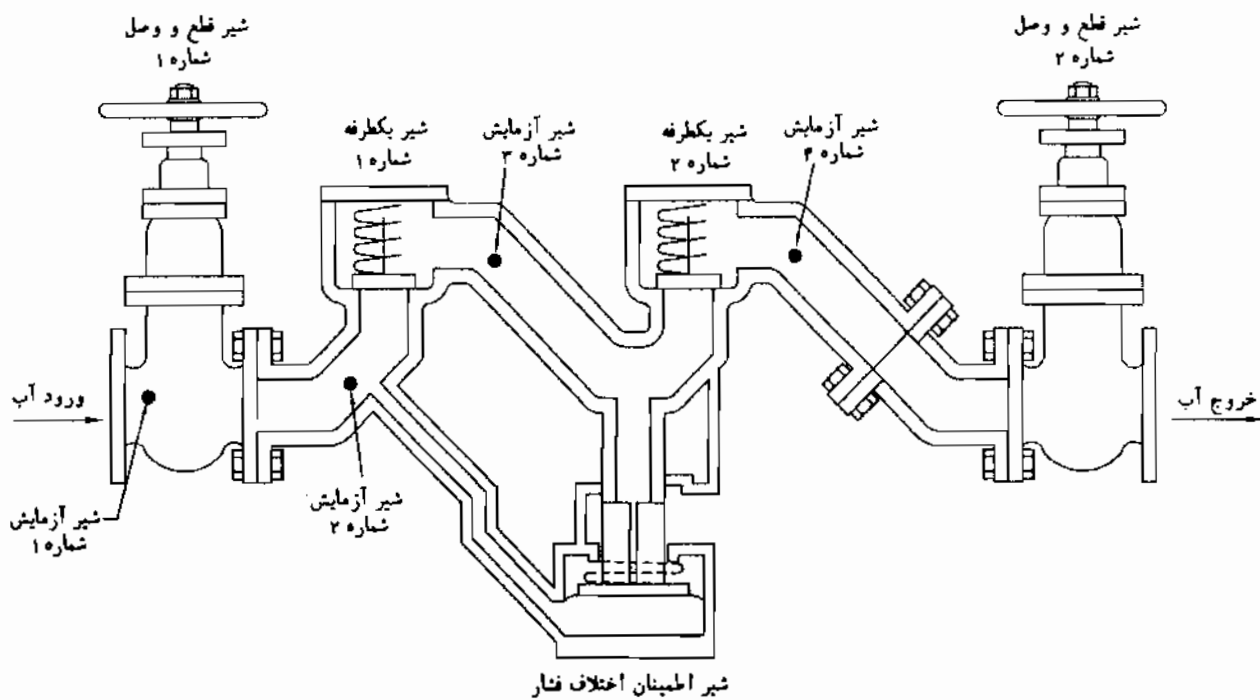 شیر قطع و وصل
شماره ۱
شیر قطع و وصل
شماره ۲
شیر یکطرفه
شماره ۱
شیر آزمایش
شماره ۳
شیر یکطرفه
شماره ۲
شیر آزمایش
شماره ۴
ورود آب
خروج آب
شیر آزمایش
شماره ۱
شیر آزمایش
شماره ۲
شیر اطمینان اختلاف فشار